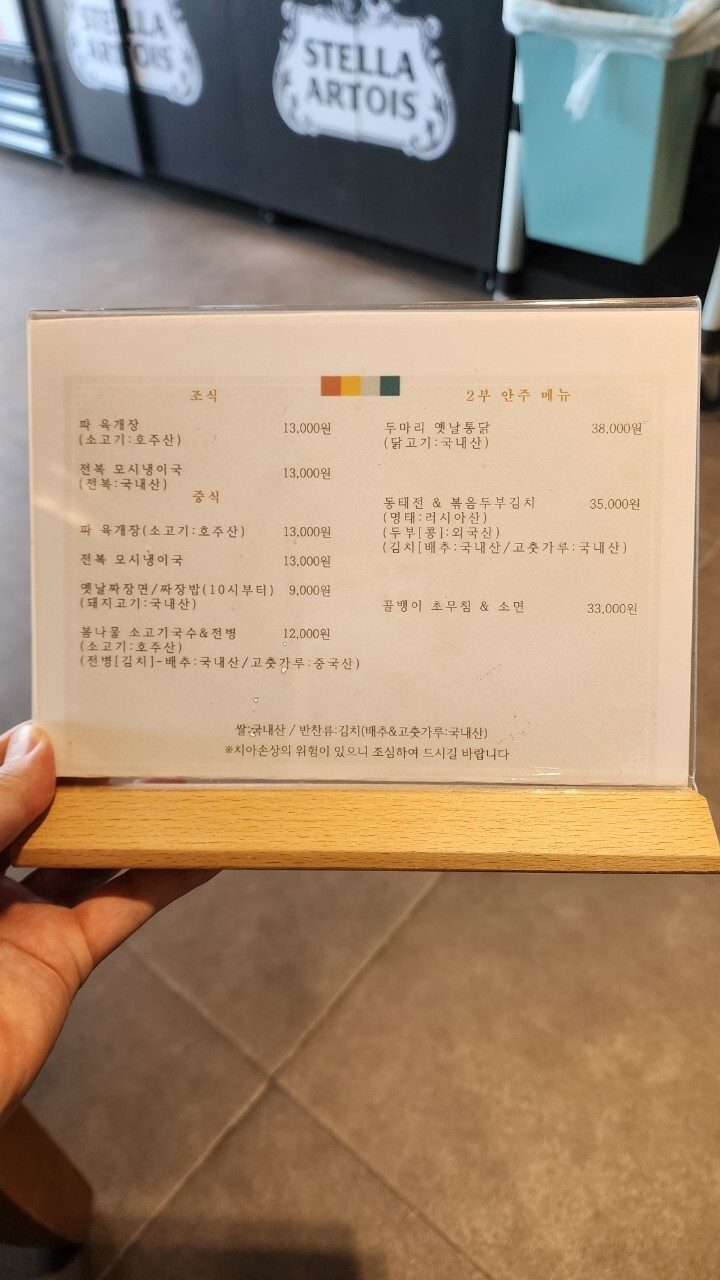 STELLA
ARTOIS
STELLA
ARTOIS
조식
파 육개장 13,000원
(소고기:호주산)
전복 모시냉이국 13,000원
(전복:국내산)
중식
파 육개장(소고기:호주산) 13,000원
전복 모시냉이국 13,000원
옛날짜장면/짜장밥(10시부터) 9,000원
(돼지고기:국내산)
봄나물 소고기국수&전병 12,000원
(소고기:호주산)
(전병[김치]-배추:국내산/고춧가루:중국산)
2부 안주 메뉴
두마리 옛날통닭 38,000원
(닭고기:국내산)
동태전 & 볶음두부김치 35,000원
(명태:러시아산)
(두부[콩]:외국산)
(김치[배추:국내산/고춧가루:국내산)
골뱅이 초무침 & 소면 33,000원
쌀:국내산 / 반찬류:김치(배추&고춧가루:국내산)
※치아손상의 위험이 있으니 조심하여 드시길 바랍니다